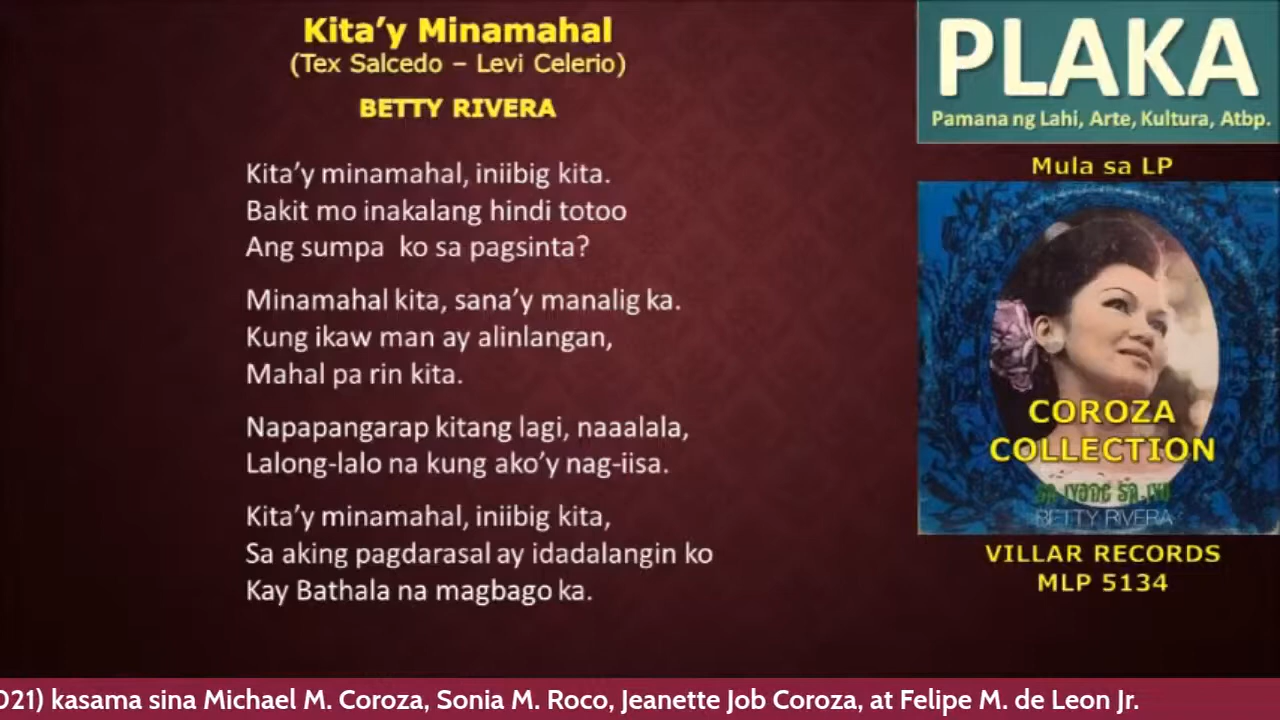 Kita’y Minamahal
(Tex Salcedo – Levi Celerio)
BETTY RIVERA
Kita’y minamahal, iniibig kita.
Bakit mo inakalang hindi totoo
Ang sumpa ko sa pagsinta?
Minamahal kita, sana’y manalig ka.
Kung ikaw man ay alinlangan,
Mahal pa rin kita.
Napapangarap kitang lagi, naaalala,
Lalong-lalo na kung ako’y nag-iisa.
Kita’y minamahal, iniibig kita,
Sa aking pagdarasal ay idadalangin ko
Kay Bathala na magbago ka.
PLAKA
Pamana ng Lahi, Arte, Kultura, Atbp.
Mula sa LP
COROZA
COLLECTION
BETTY RIVERA
VILLAR RECORDS
MLP 5134
021) kasama sina Michael M. Coroza, Sonia M. Roco, Jeanette Job Coroza, at Felipe M. de Leon Jr.